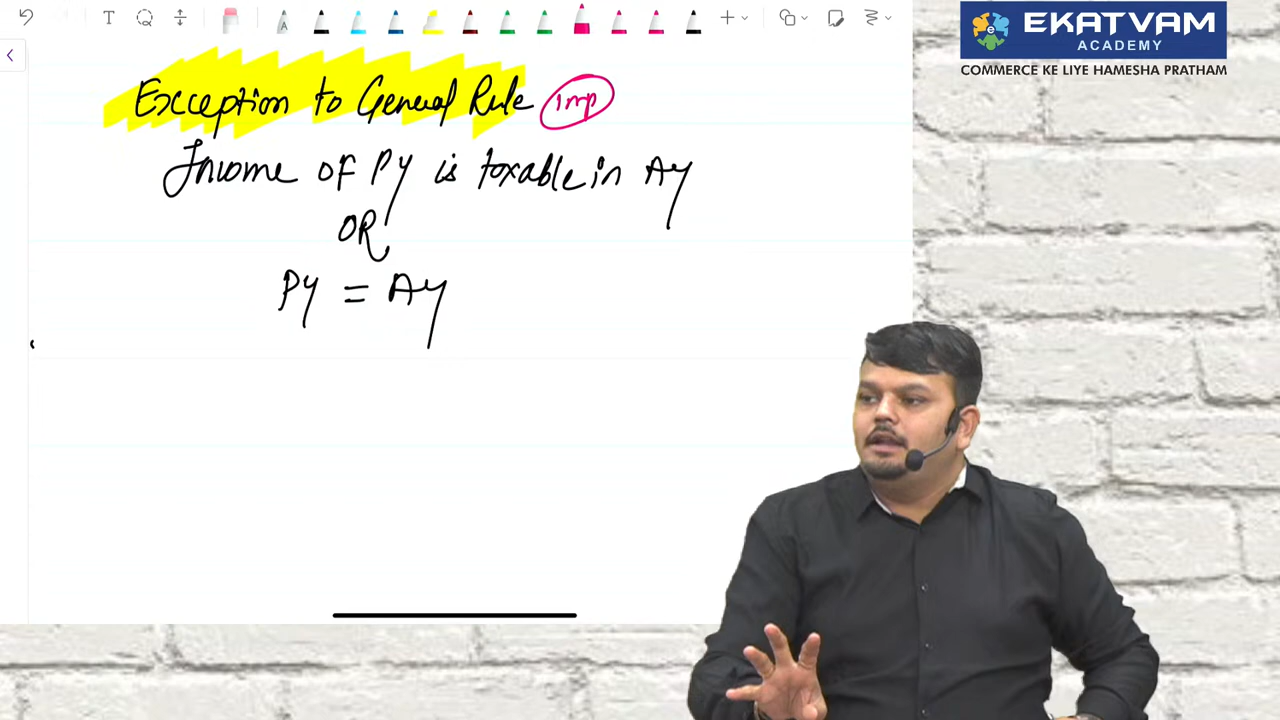 EKATVAM
ACADEMY
COMMERCE KE LIYE HAMESHA PRATHAM
Exception to General Rule imp
Income of PY is taxable in AY
OR
PY = AY